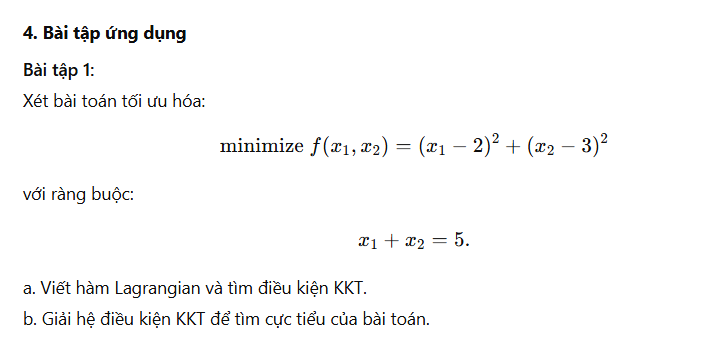 4. Bài tập ứng dụng
Bài tập 1:
Xét bài toán tối ưu hóa:
minimize f(x₁, x₂) = (x₁ − 2)² + (x₂ − 3)²
với ràng buộc:
x₁ + x₂ = 5.
a. Viết hàm Lagrangian và tìm điều kiện KKT.
b. Giải hệ điều kiện KKT để tìm cực tiểu của bài toán.